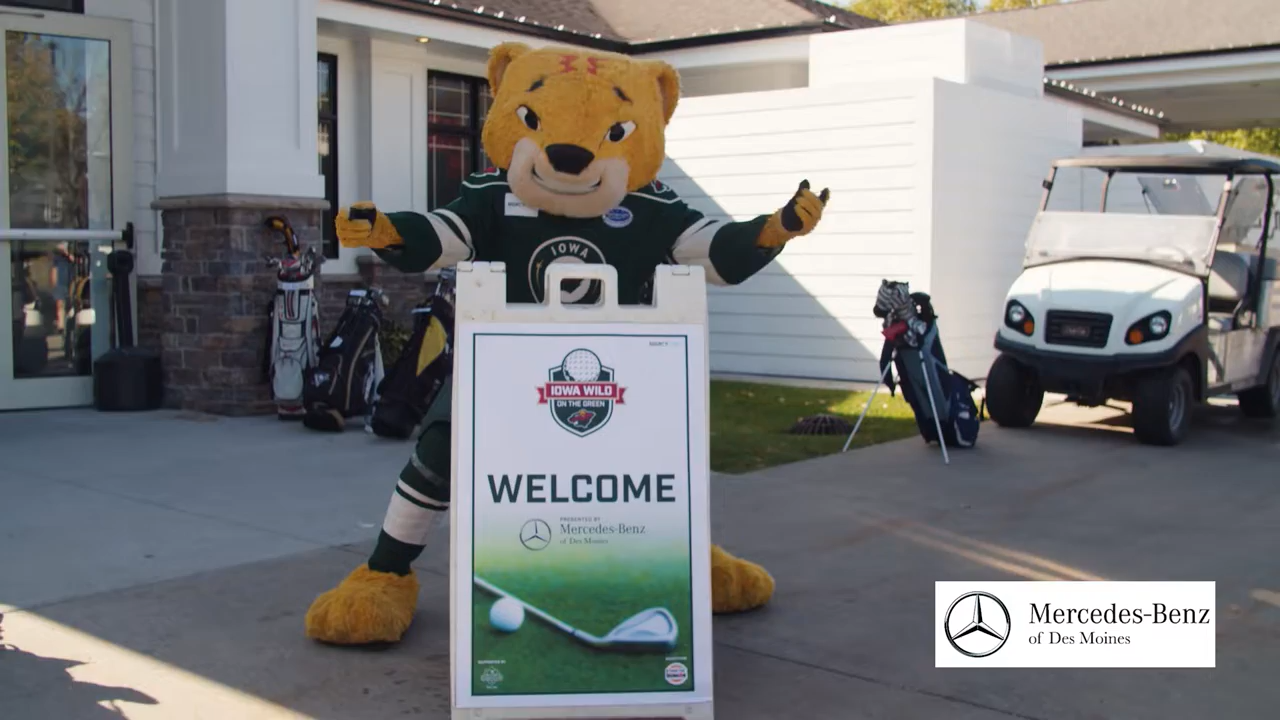 IOWA
IOWA WILD
ON THE GREEN
WELCOME
PRESENTED BY
Mercedes-Benz
of Des Moines
Mercedes-Benz
of Des Moines